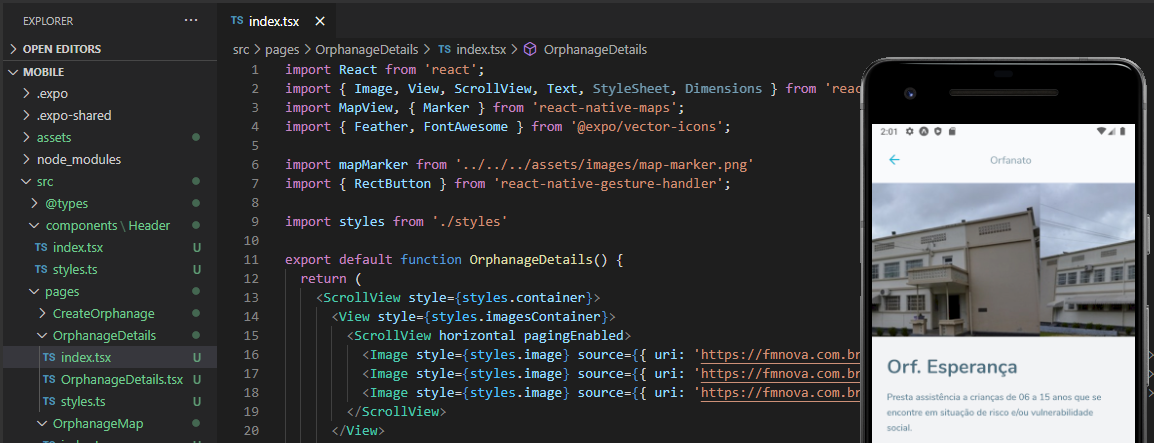 EXPLORER ···
OPEN EDITORS
MOBILE
.expo
.expo-shared
assets
node_modules
src
@types
components \ Header
TS index.tsx U
TS styles.ts U
pages
CreateOrphanage
OrphanageDetails
TS index.tsx U
TS OrphanageDetails.tsx U
TS styles.ts U
OrphanageMap
TS index.tsx
src > pages > OrphanageDetails > TS index.tsx > OrphanageDetails
1 import React from 'react';
2 import { Image, View, ScrollView, Text, StyleSheet, Dimensions } from 'reac
3 import MapView, { Marker } from 'react-native-maps';
4 import { Feather, FontAwesome } from '@expo/vector-icons';
5
6 import mapMarker from '../../../assets/images/map-marker.png'
7 import { RectButton } from 'react-native-gesture-handler';
8
9 import styles from './styles'
10
11 export default function OrphanageDetails() {
12 return (
13 <ScrollView style={styles.container}>
14 <View style={styles.imagesContainer}>
15 <ScrollView horizontal pagingEnabled>
16 <Image style={styles.image} source={{ uri: 'https://fmnova.com.br
17 <Image style={styles.image} source={{ uri: 'https://fmnova.com.br
18 <Image style={styles.image} source={{ uri: 'https://fmnova.com.br
19 </ScrollView>
20 </View>
2:01
Orfanato
Orf. Esperança
Presta assistência a crianças de 06 a 15 anos que se
encontre em situação de risco e/ou vulnerabilidade
social.